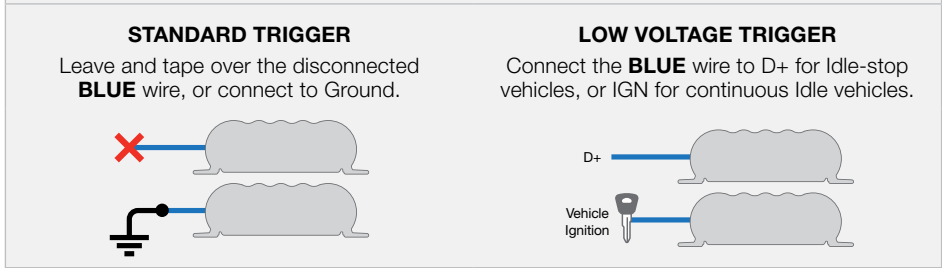 STANDARD TRIGGER
Leave and tape over the disconnected
BLUE wire, or connect to Ground.
LOW VOLTAGE TRIGGER
Connect the BLUE wire to D+ for Idle-stop
vehicles, or IGN for continuous Idle vehicles.
D+
Vehicle
Ignition